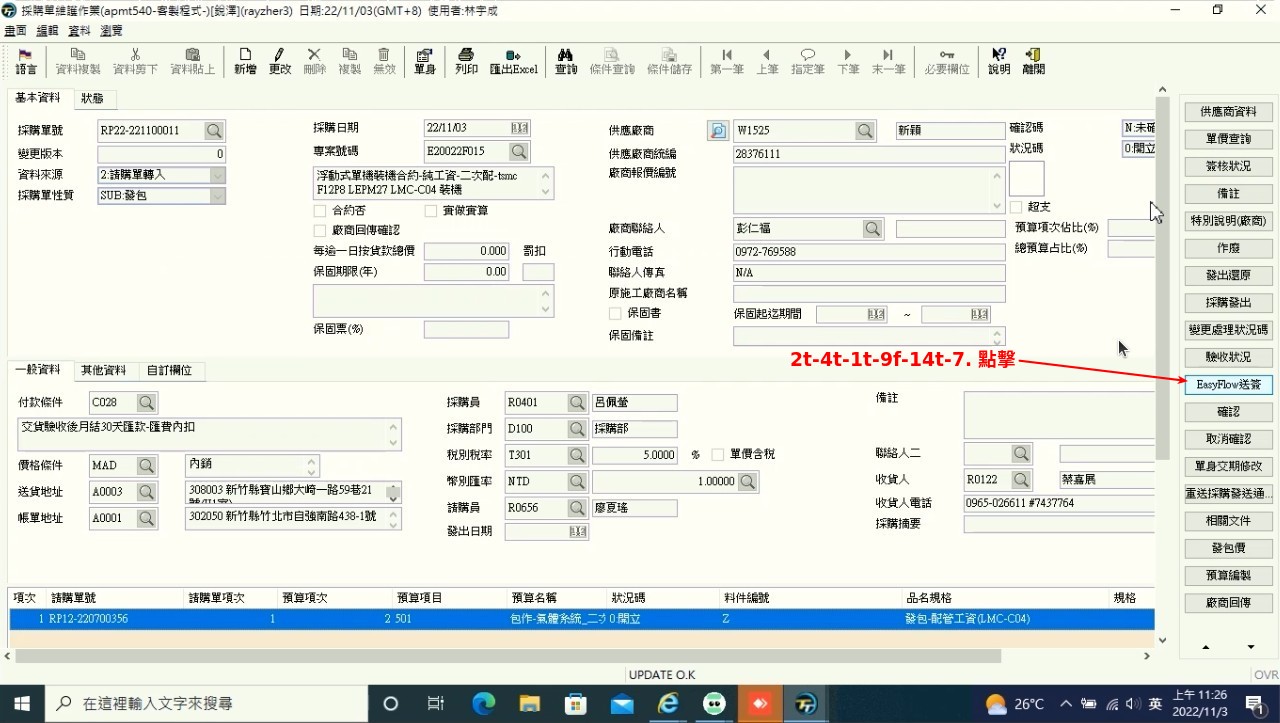 採購單維護作業(apmt540-客製程式-)[銳澤](rayzher3) 日期:22/11/03(GMT+8) 使用者:林宇成
畫面 編輯 資料 瀏覽
語言 資料複製 資料剪下 資料貼上 新增 更改 刪除 複製 無效 單身 列印 匯出Excel 查詢 條件查詢 條件儲存 第一筆 上筆 指定筆 下筆 末一筆 必要欄位 說明 離開
基本資料 狀態
採購單號 RP22-221100011
變更版本 0
資料來源 2:請購單轉入
採購單性質 SUB:發包
採購日期 22/11/03
專案號碼 E20022F015
浮動式單機裝機合約-純工資-二次配-tsmc
F12P8 LEPM27 LMC-C04 裝機
合約否 實做實算
廠商回傳確認
每逾一日按貨款總價 0.000 罰扣
保固期限(年) 0.00
保固票(%)
供應廠商 W1525 新穎
供應廠商統編 28376111
廠商報價編號
廠商聯絡人 彭仁福
行動電話 0972-769588
聯絡人傳真 N/A
原施工廠商名稱
保固書 保固起迄期間 ~
保固備註
確認碼 N:未確
狀況碼 0:開立
超支
預算項次佔比(%)
總預算占比(%)
2t-4t-1t-9f-14t-7. 點擊
一般資料 其他資料 自訂欄位
付款條件 C028
交貨驗收後月結30天匯款-匯費內扣
價格條件 MAD 內銷
送貨地址 A0003 308003 新竹縣寶山鄉大崎一路59巷21
帳單地址 A0001 302050 新竹縣竹北市自強南路438-1號
採購員 R0401 呂佩螢
採購部門 D100 採購部
稅別稅率 T301 5.0000 % 單價含稅
幣別匯率 NTD 1.00000
請購員 R0656 廖夏瑤
發出日期
備註
聯絡人二
收貨人 R0122 蔡嘉展
收貨人電話 0965-026611 #7437764
採購摘要
項次 請購單號 請購單項次 預算項次 預算項目 預算名稱 狀況碼 料件編號 品名規格 規格
1 RP12-220700356 1 2 501 包作-氣體系統_二次 0:開立 Z 發包-配管工資(LMC-C04)
供應商資料
單價查詢
簽核狀況
備註
特別說明(廠商)
作廢
發出還原
採購發出
變更處理狀況碼
驗收狀況
EasyFlow送簽
確認
取消確認
單身交期修改
重送採購發送通...
相關文件
發包價
預算編製
廠商回傳
UPDATE O.K
OVR
在這裡輸入文字來搜尋
26°C 英 上午 11:26
2022/11/3
1